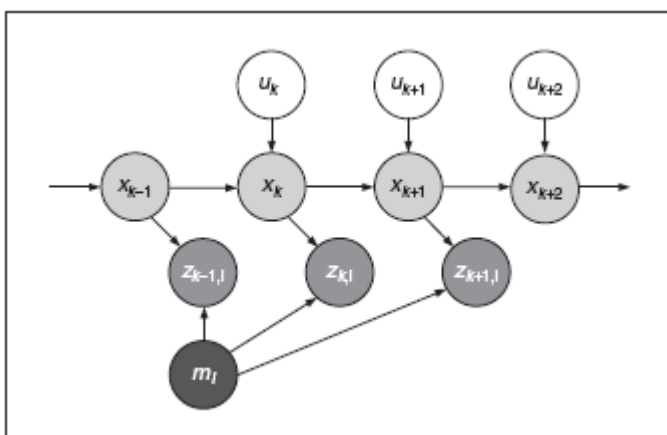 u_k u_{k+1} u_{k+2}
x_{k−1} x_k x_{k+1} x_{k+2}
z_{k−1,l} z_{k,l} z_{k+1,l}
m_l